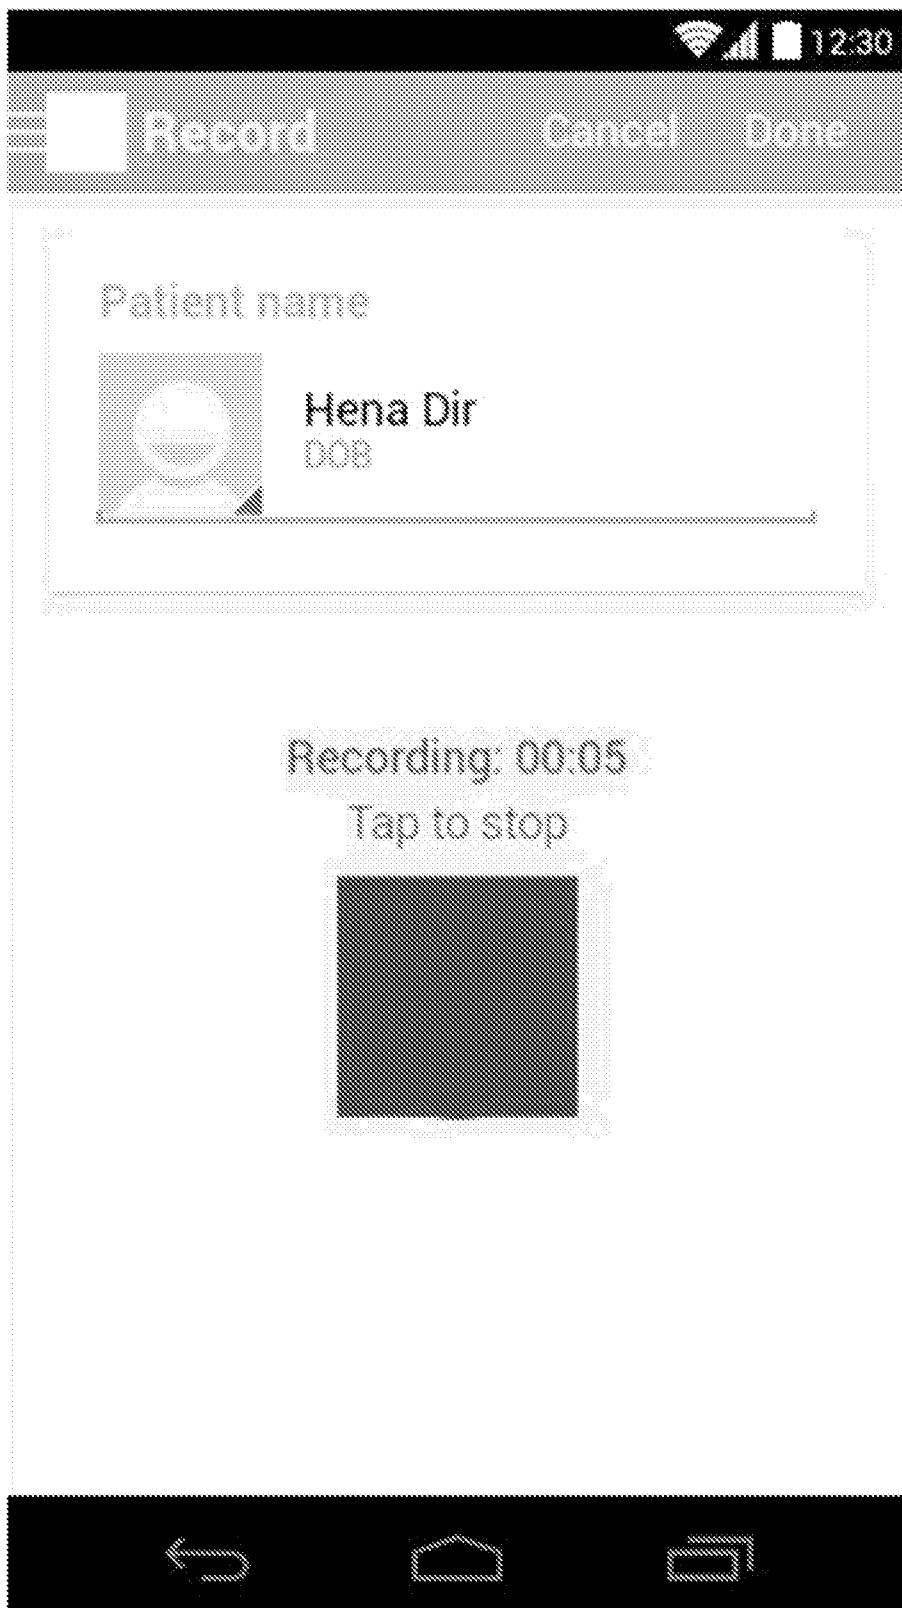 12:30
Record Cancel Done
Patient name
Hena Dir
DOB
Recording: 00:05
Tap to stop